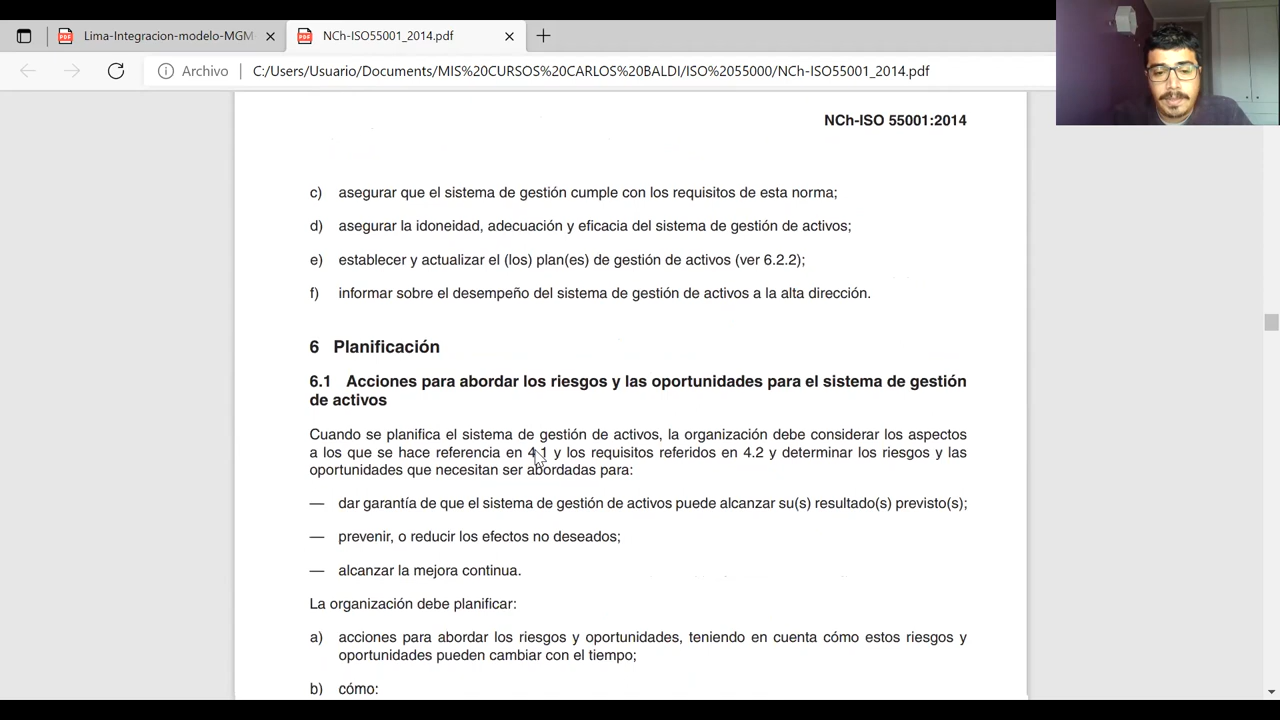 Lima-Integracion-modelo-MGM
NCh-ISO55001_2014.pdf
Archivo
C:/Users/Usuario/Documents/MIS%20CURSOS%20CARLOS%20BALDI/ISO%2055000/NCh-ISO55001_2014.pdf
NCh-ISO 55001:2014
c) asegurar que el sistema de gestión cumple con los requisitos de esta norma;
d) asegurar la idoneidad, adecuación y eficacia del sistema de gestión de activos;
e) establecer y actualizar el (los) plan(es) de gestión de activos (ver 6.2.2);
f) informar sobre el desempeño del sistema de gestión de activos a la alta dirección.
6 Planificación
6.1 Acciones para abordar los riesgos y las oportunidades para el sistema de gestión
de activos
Cuando se planifica el sistema de gestión de activos, la organización debe considerar los aspectos
a los que se hace referencia en 4.1 y los requisitos referidos en 4.2 y determinar los riesgos y las
oportunidades que necesitan ser abordadas para:
— dar garantía de que el sistema de gestión de activos puede alcanzar su(s) resultado(s) previsto(s);
— prevenir, o reducir los efectos no deseados;
— alcanzar la mejora continua.
La organización debe planificar:
a) acciones para abordar los riesgos y oportunidades, teniendo en cuenta cómo estos riesgos y
oportunidades pueden cambiar con el tiempo;
b) cómo: